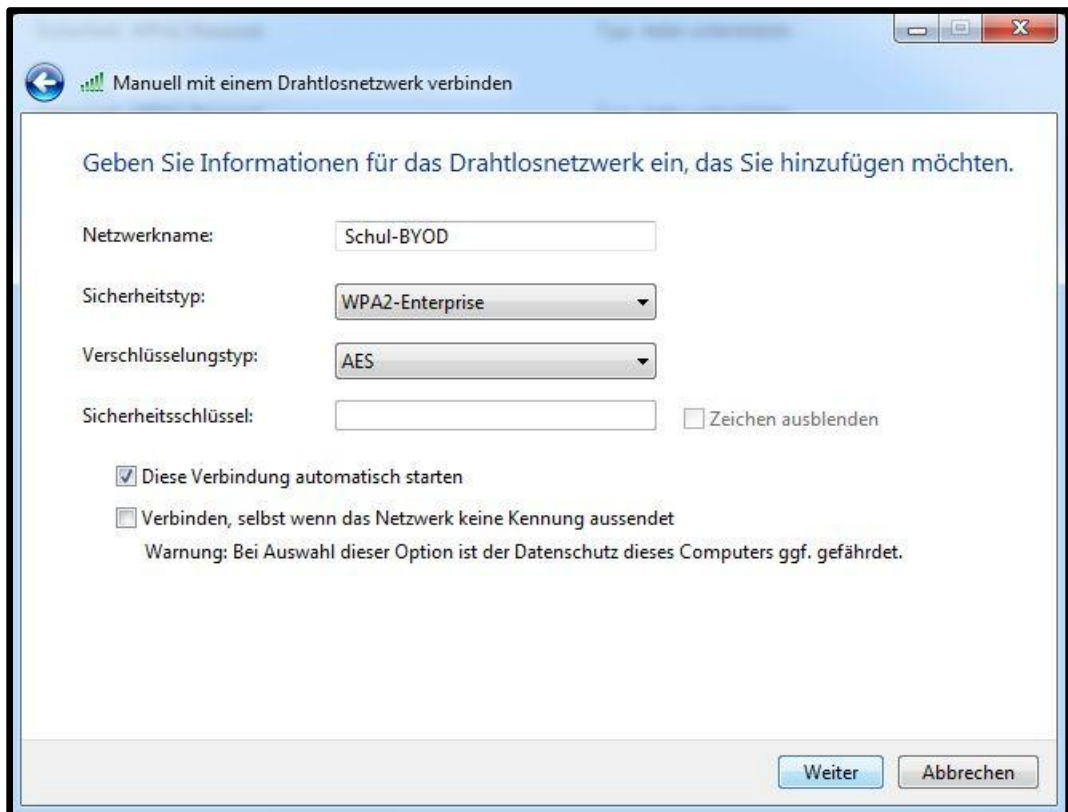 Manuell mit einem Drahtlosnetzwerk verbinden
Geben Sie Informationen für das Drahtlosnetzwerk ein, das Sie hinzufügen möchten.
Netzwerkname: Schul-BYOD
Sicherheitstyp: WPA2-Enterprise
Verschlüsselungstyp: AES
Sicherheitsschlüssel: Zeichen ausblenden
Diese Verbindung automatisch starten
Verbinden, selbst wenn das Netzwerk keine Kennung aussendet
Warnung: Bei Auswahl dieser Option ist der Datenschutz dieses Computers ggf. gefährdet.
Weiter Abbrechen